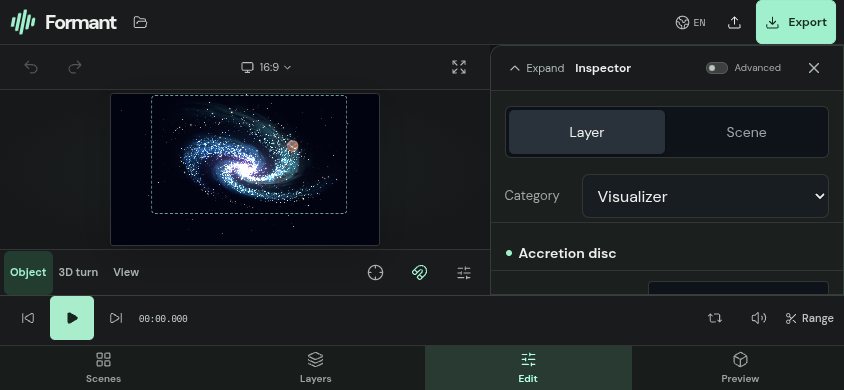 Formant
EN
Export
16:9
Expand Inspector
Advanced
Layer
Scene
Category
Visualizer
Accretion disc
Object
3D turn
View
00:00.000
Range
Scenes
Layers
Edit
Preview